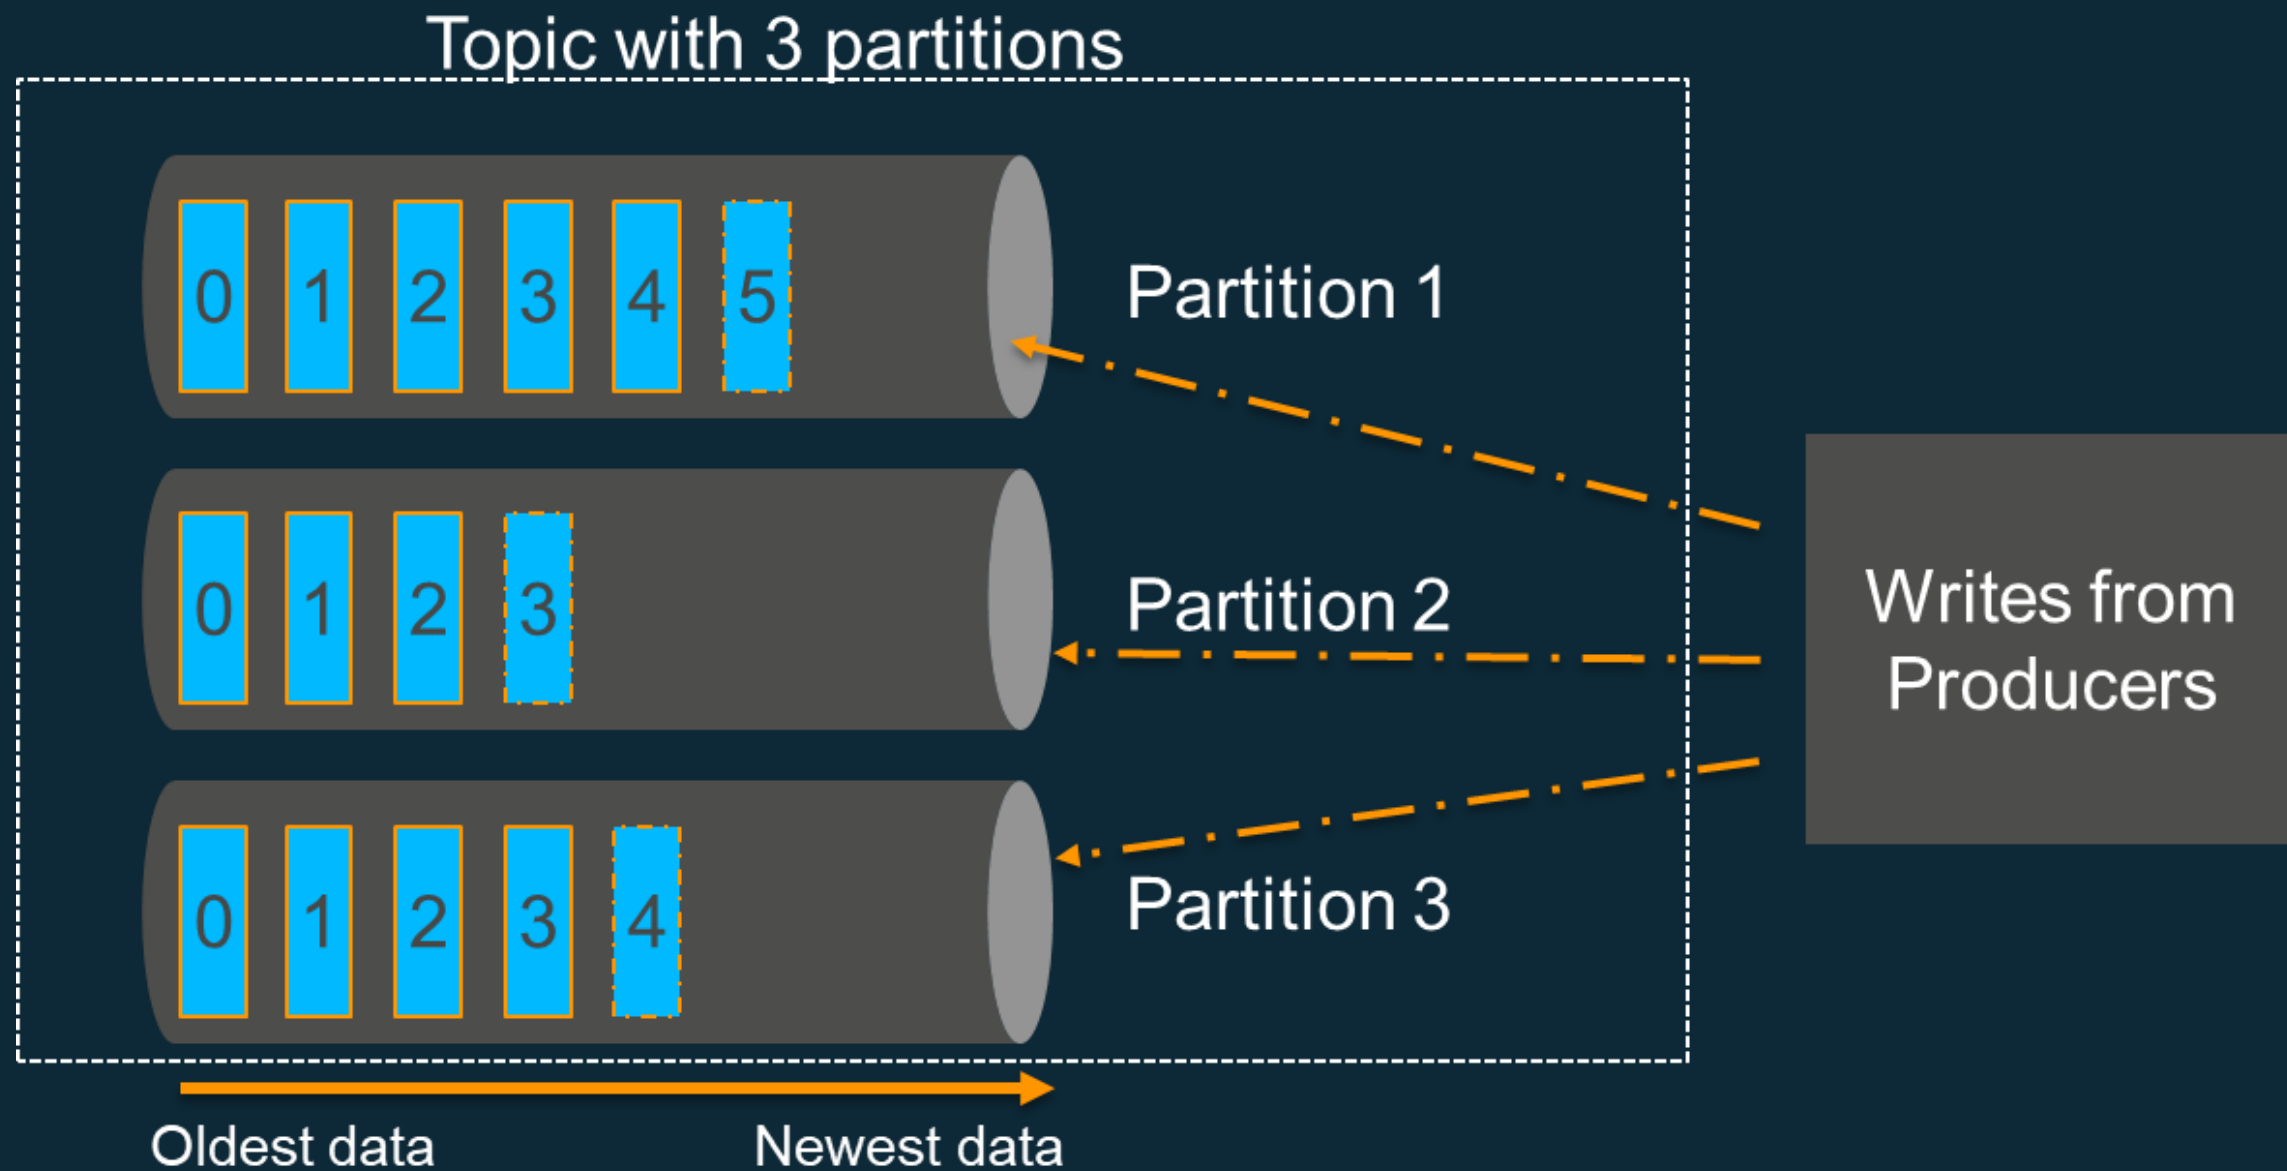 Topic with 3 partitions
0 1 2 3 4 5
Partition 1
0 1 2 3
Partition 2
Writes from
Producers
0 1 2 3 4
Partition 3
Oldest data
Newest data